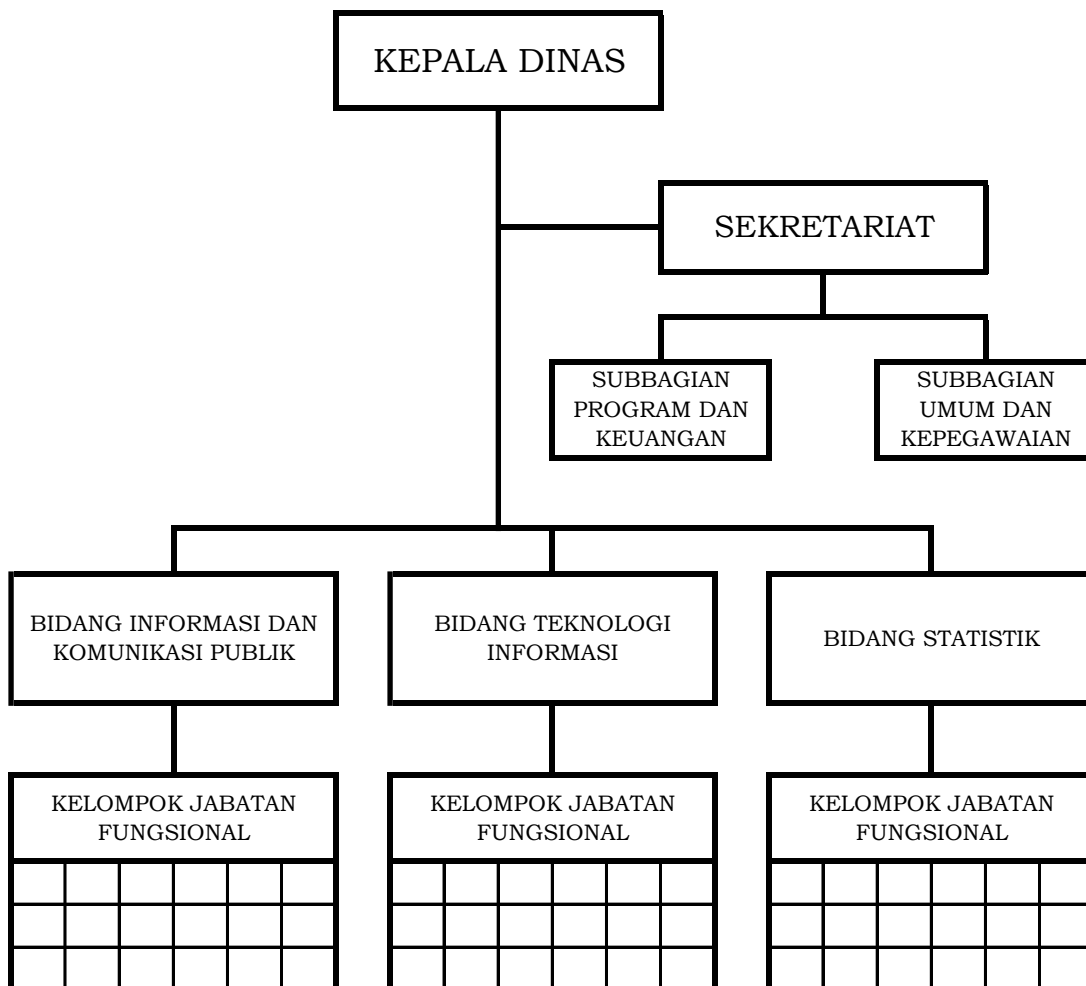 KEPALA DINAS
SEKRETARIAT
SUBBAGIAN
PROGRAM DAN
KEUANGAN
SUBBAGIAN
UMUM DAN
KEPEGAWAIAN
BIDANG INFORMASI DAN
KOMUNIKASI PUBLIK
BIDANG TEKNOLOGI
INFORMASI
BIDANG STATISTIK
KELOMPOK JABATAN
FUNGSIONAL
KELOMPOK JABATAN
FUNGSIONAL
KELOMPOK JABATAN
FUNGSIONAL